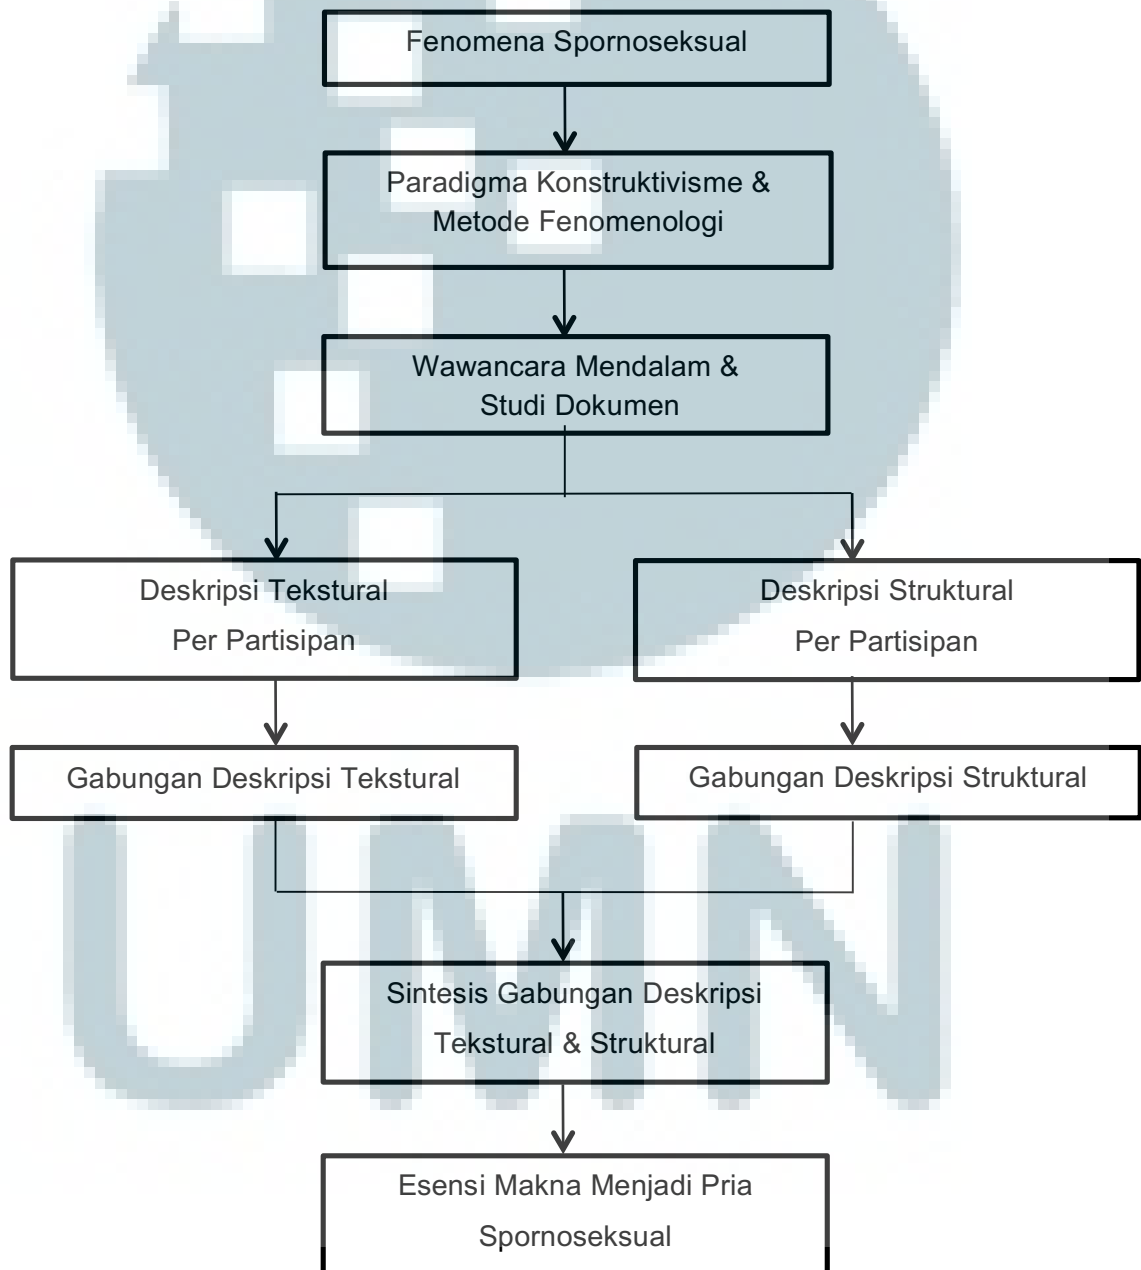 Fenomena Spornoseksual
Paradigma Konstruktivisme &
Metode Fenomenologi
Wawancara Mendalam &
Studi Dokumen
Deskripsi Tekstural
Per Partisipan
Deskripsi Struktural
Per Partisipan
Gabungan Deskripsi Tekstural
Gabungan Deskripsi Struktural
UMN
Sintesis Gabungan Deskripsi
Tekstural & Struktural
Esensi Makna Menjadi Pria
Spornoseksual